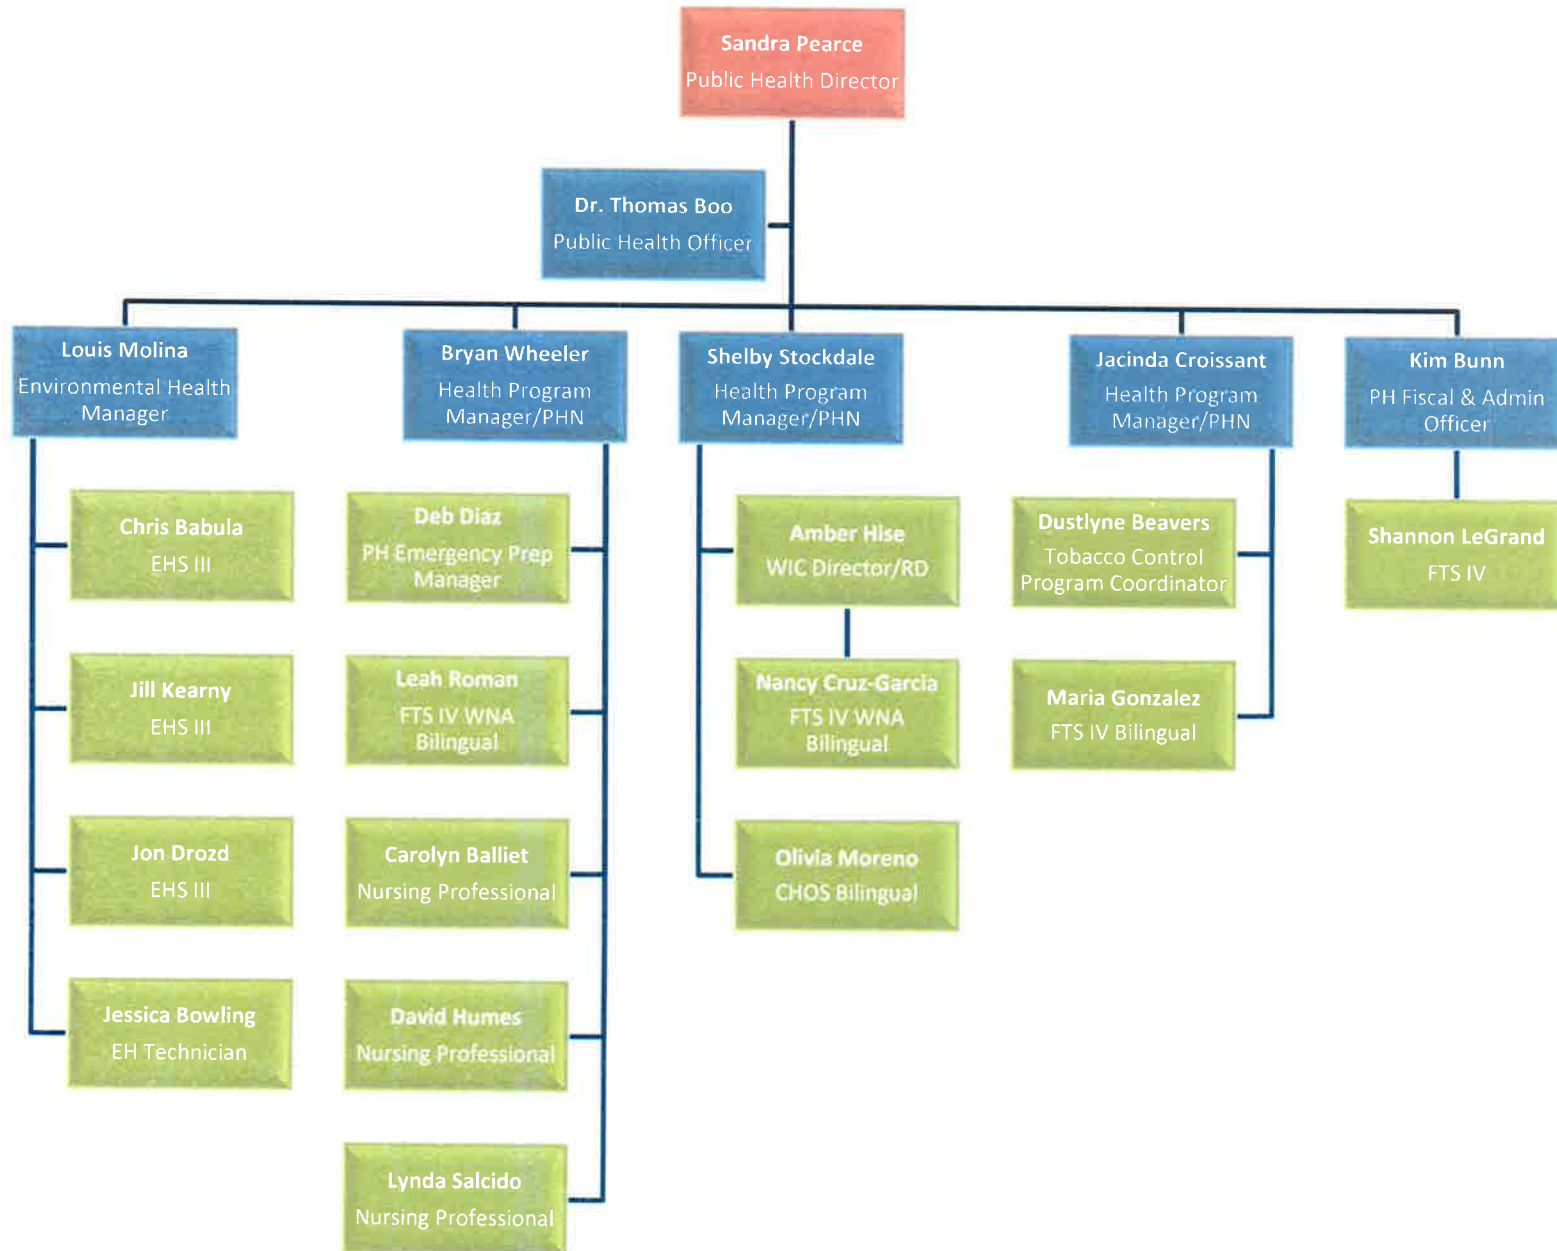 Sandra Pearce
Public Health Director
Dr. Thomas Boo
Public Health Officer
Louis Molina
Environmental Health
Manager
Chris Babula
EHS III
Jill Kearny
EHS III
Jon Drozd
EHS III
Jessica Bowling
EH Technician
Bryan Wheeler
Health Program
Manager/PHN
Deb Diaz
PH Emergency Prep
Manager
Leah Roman
FTS IV WNA
Bilingual
Carolyn Balliet
Nursing Professional
David Humes
Nursing Professional
Lynda Salcido
Nursing Professional
Shelby Stockdale
Health Program
Manager/PHN
Amber Hise
WIC Director/RD
Nancy Cruz-Garcia
FTS IV WNA
Bilingual
Olivia Moreno
CHOS Bilingual
Jacinda Croissant
Health Program
Manager/PHN
Dustlyne Beavers
Tobacco Control
Program Coordinator
Maria Gonzalez
FTS IV Bilingual
Kim Bunn
PH Fiscal & Admin
Officer
Shannon LeGrand
FTS IV